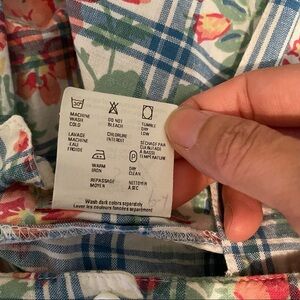 30°
MACHINE WASH COLD
DO NOT BLEACH
TUMBLE DRY LOW
LAVAGE MACHINE EAU FROIDE
CHLORURE INTERDIT
SÉCHAGE PAR CULBUTAGE À BASSE TEMPÉRATURE
P
WARM IRON
DRY CLEAN
REPASSAGE MOYEN
NETTOYER À SEC
Wash dark colors separately
Laver les couleurs foncées séparément